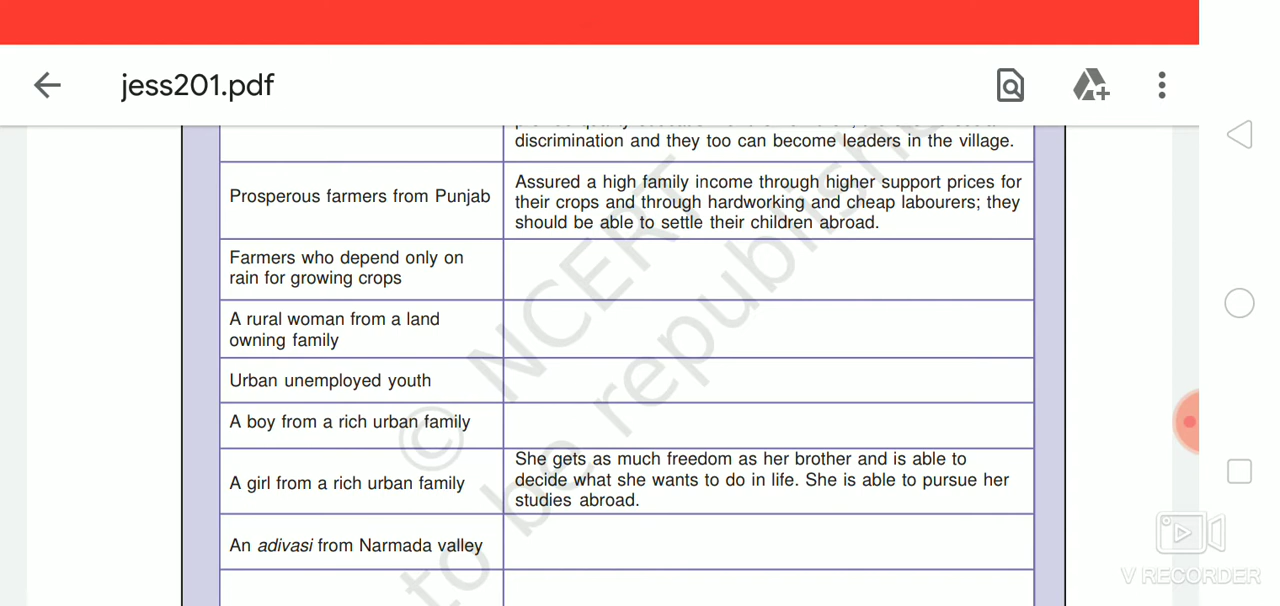 jess201.pdf
discrimination and they too can become leaders in the village.
Prosperous farmers from Punjab
Assured a high family income through higher support prices for
their crops and through hardworking and cheap labourers; they
should be able to settle their children abroad.
Farmers who depend only on
rain for growing crops
A rural woman from a land
owning family
Urban unemployed youth
A boy from a rich urban family
A girl from a rich urban family
She gets as much freedom as her brother and is able to
decide what she wants to do in life. She is able to pursue her
studies abroad.
An adivasi from Narmada valley
© NCERT
to be republishe
V RECORDER